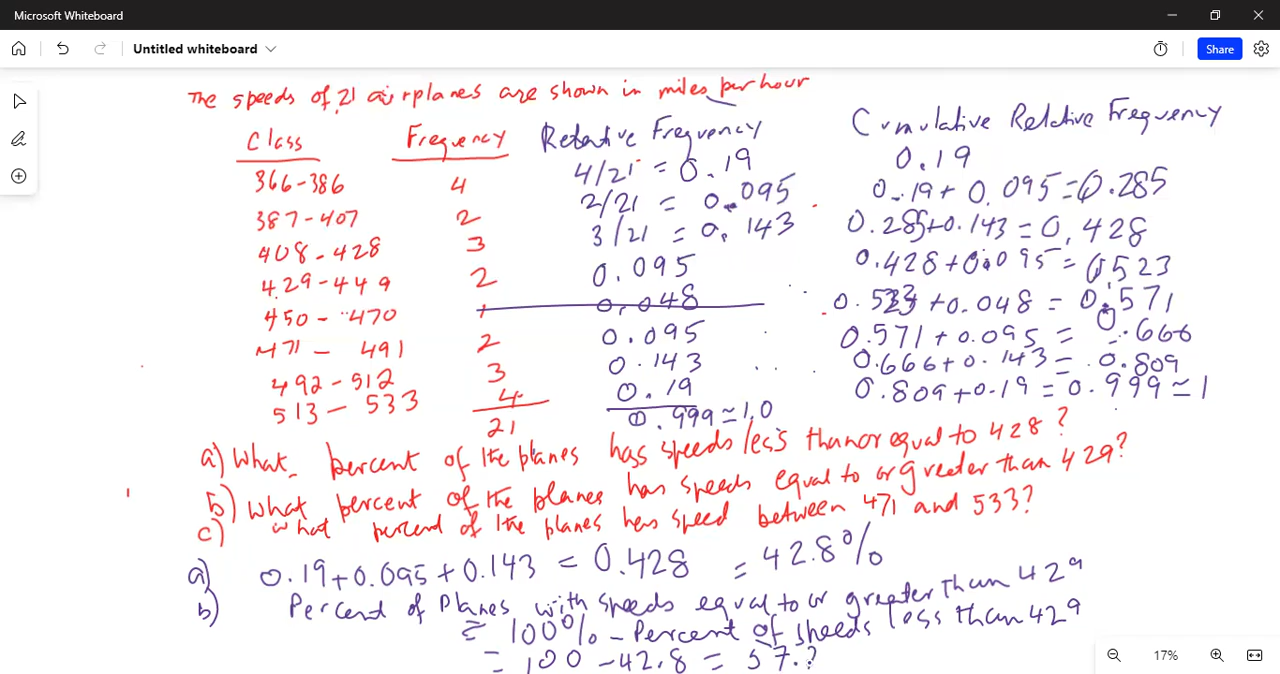 Microsoft Whiteboard
Untitled whiteboard
Share
The speeds of 21 airplanes are shown in miles per hour
Class Frequency Relative Frequency Cumulative Relative Frequency
366-386 4 4/21 = 0.19 0.19
387-407 2 2/21 = 0.095 0.19 + 0.095 = 0.285
408-428 3 3/21 = 0.143 0.285 + 0.143 = 0.428
429-449 2 0.095 0.428 + 0.095 = 0.523
450-470 1 0.048 0.523 + 0.048 = 0.571
471-491 2 0.095 0.571 + 0.095 = 0.666
492-512 3 0.143 0.666 + 0.143 = 0.809
513-533 4 0.19 0.809 + 0.19 = 0.999 ≃ 1
21 0.999 ≃ 1.0
a) What percent of the planes has speeds less than or equal to 428?
b) What percent of the planes has speeds equal to or greater than 429?
c) what percent of the planes has speed between 471 and 533?
a) 0.19 + 0.095 + 0.143 = 0.428 = 42.8%
b) Percent of planes with speeds equal to or greater than 429
= 100% - Percent of speeds less than 429
= 100 - 42.8 = 57.2
17%